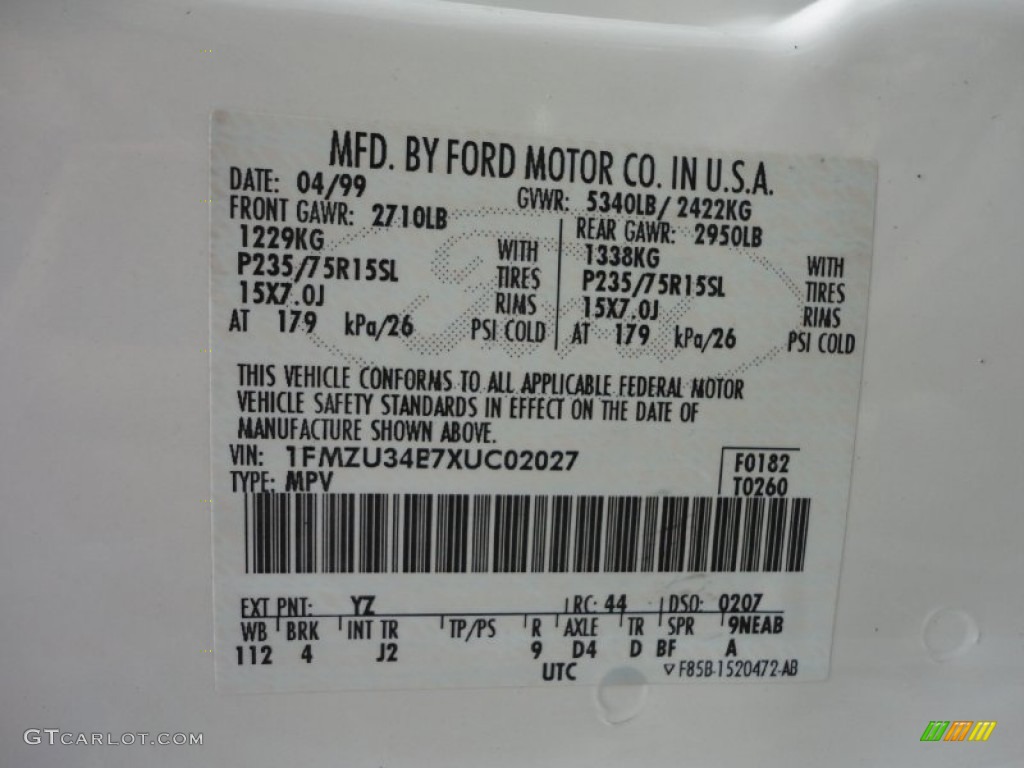 MFD. BY FORD MOTOR CO. IN U.S.A.
DATE: 04/99 GVWR: 5340LB/ 2422KG
FRONT GAWR: 2710LB REAR GAWR: 2950LB
1229KG WITH 1338KG WITH
P235/75R15SL TIRES P235/75R15SL TIRES
15X7.0J RIMS 15X7.0J RIMS
AT 179 kPa/26 PSI COLD AT 179 kPa/26 PSI COLD
THIS VEHICLE CONFORMS TO ALL APPLICABLE FEDERAL MOTOR
VEHICLE SAFETY STANDARDS IN EFFECT ON THE DATE OF
MANUFACTURE SHOWN ABOVE.
VIN: 1FMZU34E7XUC02027 F0182
TYPE: MPV T0260
EXT PNT: YZ RC: 44 DSO: 0207
WB BRK INT TR TP/PS R AXLE TR SPR 9NEAB
112 4 J2 9 D4 D BF A
UTC F85B-1520472-AB
GTCARLOT.COM